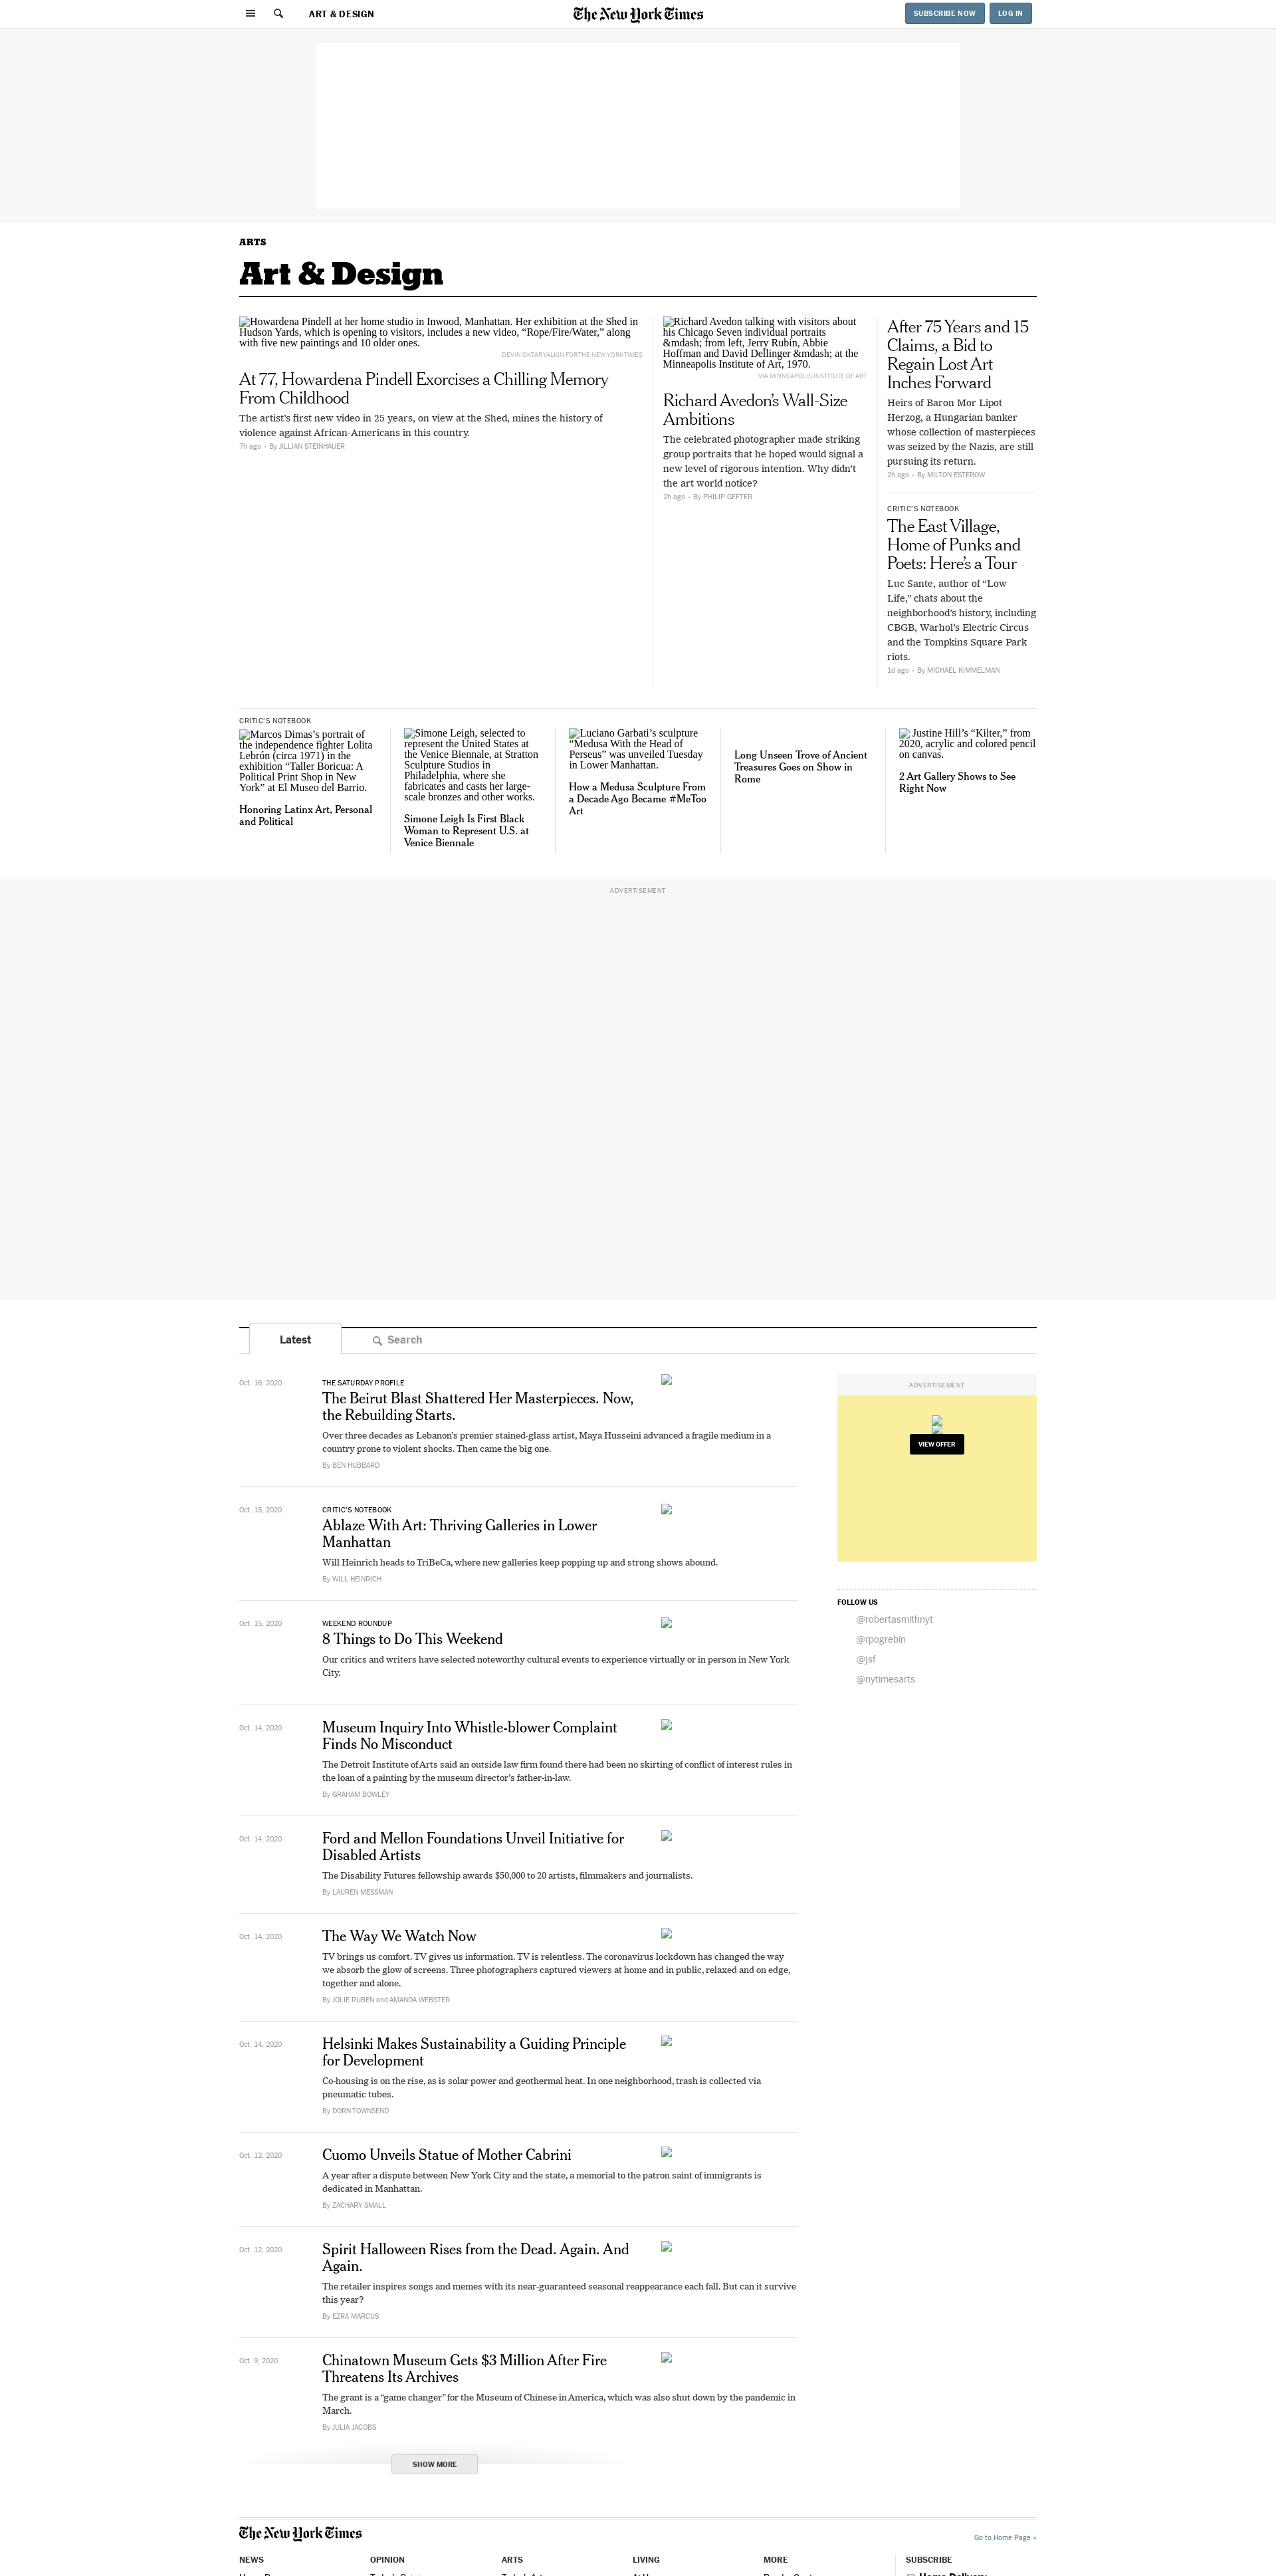 ART & DESIGN
The New York Times
SUBSCRIBE NOW
LOG IN
ARTS
Art & Design
Howardena Pindell at her home studio in Inwood, Manhattan. Her exhibition at the Shed in
Hudson Yards, which is opening to visitors, includes a new video, “Rope/Fire/Water,” along
with five new paintings and 10 older ones.
DEVIN OKTAR YALKIN FOR THE NEW YORK TIMES
At 77, Howardena Pindell Exorcises a Chilling Memory
From Childhood
The artist’s first new video in 25 years, on view at the Shed, mines the history of
violence against African-Americans in this country.
7h ago • By JILLIAN STEINHAUER
Richard Avedon talking with visitors about
his Chicago Seven individual portraits
&mdash; from left, Jerry Rubin, Abbie
Hoffman and David Dellinger &mdash; at the
Minneapolis Institute of Art, 1970.
VIA MINNEAPOLIS INSTITUTE OF ART
Richard Avedon’s Wall-Size
Ambitions
The celebrated photographer made striking
group portraits that he hoped would signal a
new level of rigorous intention. Why didn’t
the art world notice?
2h ago • By PHILIP GEFTER
After 75 Years and 15
Claims, a Bid to
Regain Lost Art
Inches Forward
Heirs of Baron Mor Lipot
Herzog, a Hungarian banker
whose collection of masterpieces
was seized by the Nazis, are still
pursuing its return.
2h ago • By MILTON ESTEROW
CRITIC’S NOTEBOOK
The East Village,
Home of Punks and
Poets: Here’s a Tour
Luc Sante, author of “Low
Life,” chats about the
neighborhood’s history, including
CBGB, Warhol’s Electric Circus
and the Tompkins Square Park
riots.
1d ago • By MICHAEL KIMMELMAN
CRITIC’S NOTEBOOK
Marcos Dimas’s portrait of
the independence fighter Lolita
Lebrón (circa 1971) in the
exhibition “Taller Boricua: A
Political Print Shop in New
York” at El Museo del Barrio.
Honoring Latinx Art, Personal
and Political
Simone Leigh, selected to
represent the United States at
the Venice Biennale, at Stratton
Sculpture Studios in
Philadelphia, where she
fabricates and casts her large-
scale bronzes and other works.
Simone Leigh Is First Black
Woman to Represent U.S. at
Venice Biennale
Luciano Garbati’s sculpture
“Medusa With the Head of
Perseus” was unveiled Tuesday
in Lower Manhattan.
How a Medusa Sculpture From
a Decade Ago Became #MeToo
Art
Long Unseen Trove of Ancient
Treasures Goes on Show in
Rome
Justine Hill’s “Kilter,” from
2020, acrylic and colored pencil
on canvas.
2 Art Gallery Shows to See
Right Now
ADVERTISEMENT
Latest
Search
Oct. 16, 2020
THE SATURDAY PROFILE
The Beirut Blast Shattered Her Masterpieces. Now,
the Rebuilding Starts.
Over three decades as Lebanon’s premier stained-glass artist, Maya Husseini advanced a fragile medium in a
country prone to violent shocks. Then came the big one.
By BEN HUBBARD
Oct. 15, 2020
CRITIC’S NOTEBOOK
Ablaze With Art: Thriving Galleries in Lower
Manhattan
Will Heinrich heads to TriBeCa, where new galleries keep popping up and strong shows abound.
By WILL HEINRICH
Oct. 15, 2020
WEEKEND ROUNDUP
8 Things to Do This Weekend
Our critics and writers have selected noteworthy cultural events to experience virtually or in person in New York
City.
Oct. 14, 2020
Museum Inquiry Into Whistle-blower Complaint
Finds No Misconduct
The Detroit Institute of Arts said an outside law firm found there had been no skirting of conflict of interest rules in
the loan of a painting by the museum director’s father-in-law.
By GRAHAM BOWLEY
Oct. 14, 2020
Ford and Mellon Foundations Unveil Initiative for
Disabled Artists
The Disability Futures fellowship awards $50,000 to 20 artists, filmmakers and journalists.
By LAUREN MESSMAN
Oct. 14, 2020
The Way We Watch Now
TV brings us comfort. TV gives us information. TV is relentless. The coronavirus lockdown has changed the way
we absorb the glow of screens. Three photographers captured viewers at home and in public, relaxed and on edge,
together and alone.
By JOLIE RUBEN and AMANDA WEBSTER
Oct. 14, 2020
Helsinki Makes Sustainability a Guiding Principle
for Development
Co-housing is on the rise, as is solar power and geothermal heat. In one neighborhood, trash is collected via
pneumatic tubes.
By DORN TOWNSEND
Oct. 12, 2020
Cuomo Unveils Statue of Mother Cabrini
A year after a dispute between New York City and the state, a memorial to the patron saint of immigrants is
dedicated in Manhattan.
By ZACHARY SMALL
Oct. 12, 2020
Spirit Halloween Rises from the Dead. Again. And
Again.
The retailer inspires songs and memes with its near-guaranteed seasonal reappearance each fall. But can it survive
this year?
By EZRA MARCUS
Oct. 9, 2020
Chinatown Museum Gets $3 Million After Fire
Threatens Its Archives
The grant is a “game changer” for the Museum of Chinese in America, which was also shut down by the pandemic in
March.
By JULIA JACOBS
SHOW MORE
ADVERTISEMENT
VIEW OFFER
FOLLOW US
@robertasmithnyt
@rpogrebin
@jsf
@nytimesarts
The New York Times
Go to Home Page »
NEWS
OPINION
ARTS
LIVING
MORE
SUBSCRIBE